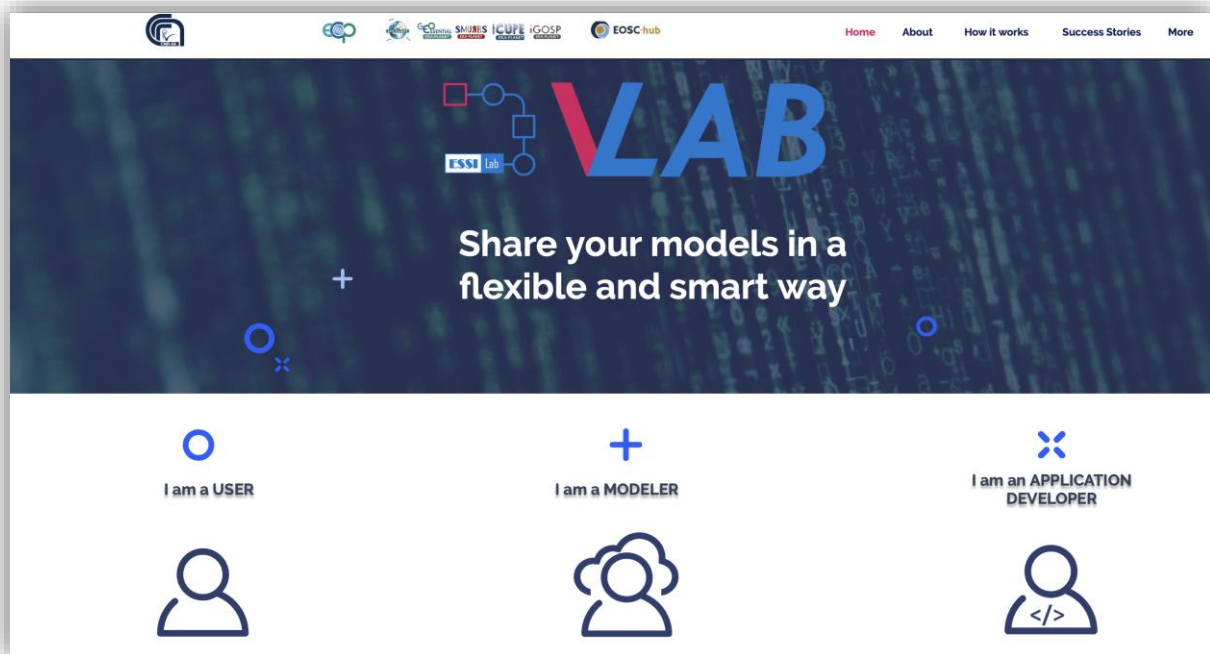 EOSC-hub
Home About How it works Success Stories More
ESSI Lab
VLAB
Share your models in a
flexible and smart way
I am a USER
I am a MODELER
I am an APPLICATION
DEVELOPER
</>